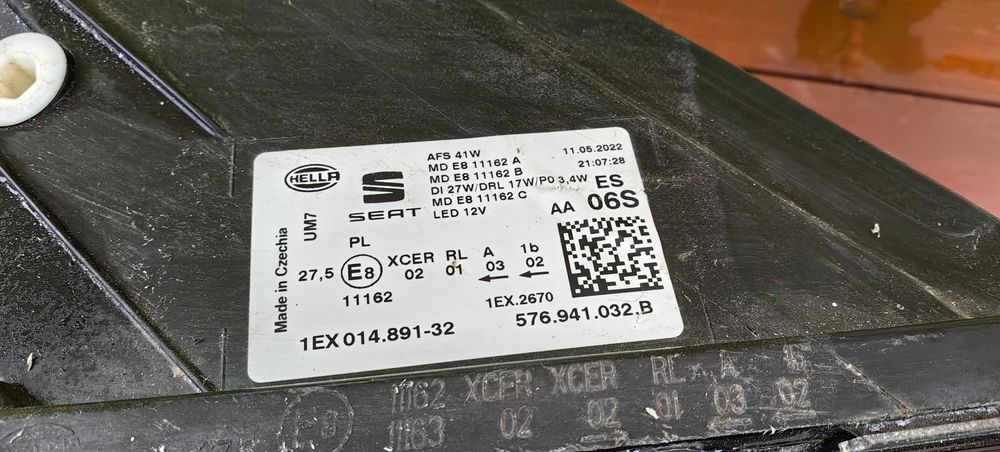 HELLA
SEAT
UM7
Made in Czechia
AFS 41W
MD E8 11162 A
MD E8 11162 B
DI 27W/DRL 17W/PO 3,4W
MD E8 11162 C
LED 12V
11.05.2022
21:07:28
ES
AA 06S
PL
27,5 E8 XCER RL A 1b
02 01 03 02
11162
1EX.2670
1EX 014.891-32
576.941.032.B
11162 XCER XCER RL A
11163 02 02 01 03 02